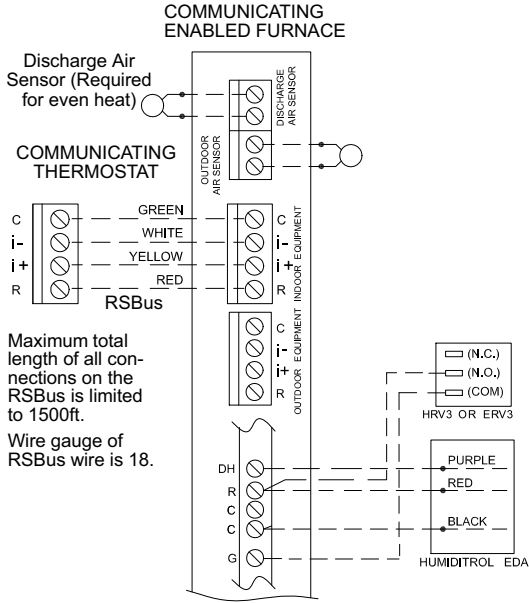 COMMUNICATING
ENABLED FURNACE
Discharge Air
Sensor (Required
for even heat)
DISCHARGE
AIR SENSOR
OUTDOOR
AIR SENSOR
COMMUNICATING
THERMOSTAT
C
i-
i+
R
GREEN
WHITE
YELLOW
RED
RSBus
C
i-
i+
R
INDOOR EQUIPMENT
C
i-
i+
R
OUTDOOR EQUIPMENT
Maximum total
length of all con-
nections on the
RSBus is limited
to 1500ft.
Wire gauge of
RSBus wire is 18.
(N.C.)
(N.O.)
(COM)
HRV3 OR ERV3
DH
R
C
C
G
PURPLE
RED
BLACK
HUMIDITROL EDA